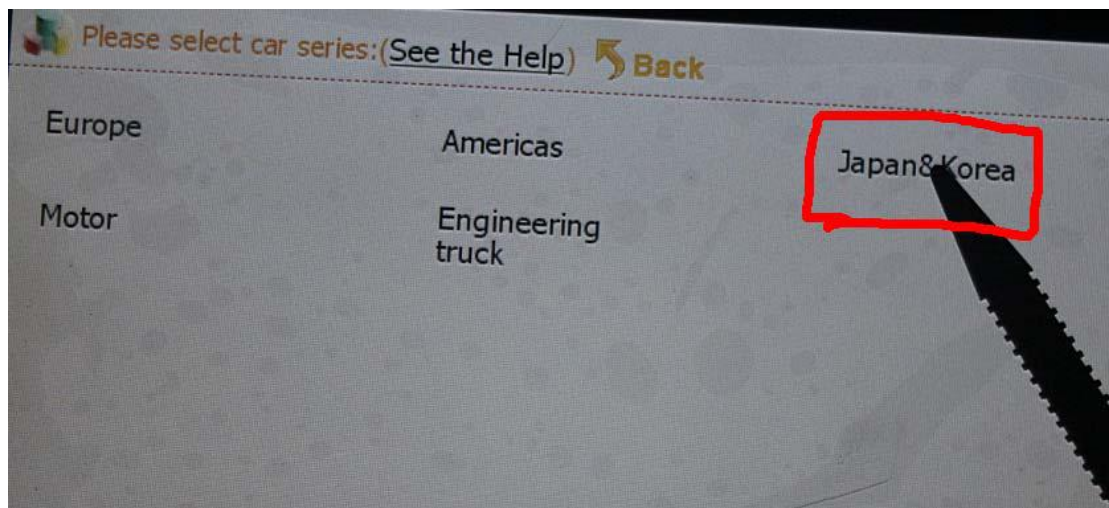 Please select car series:(See the Help) Back
Europe
Americas
Japan&Korea
Motor
Engineering
truck